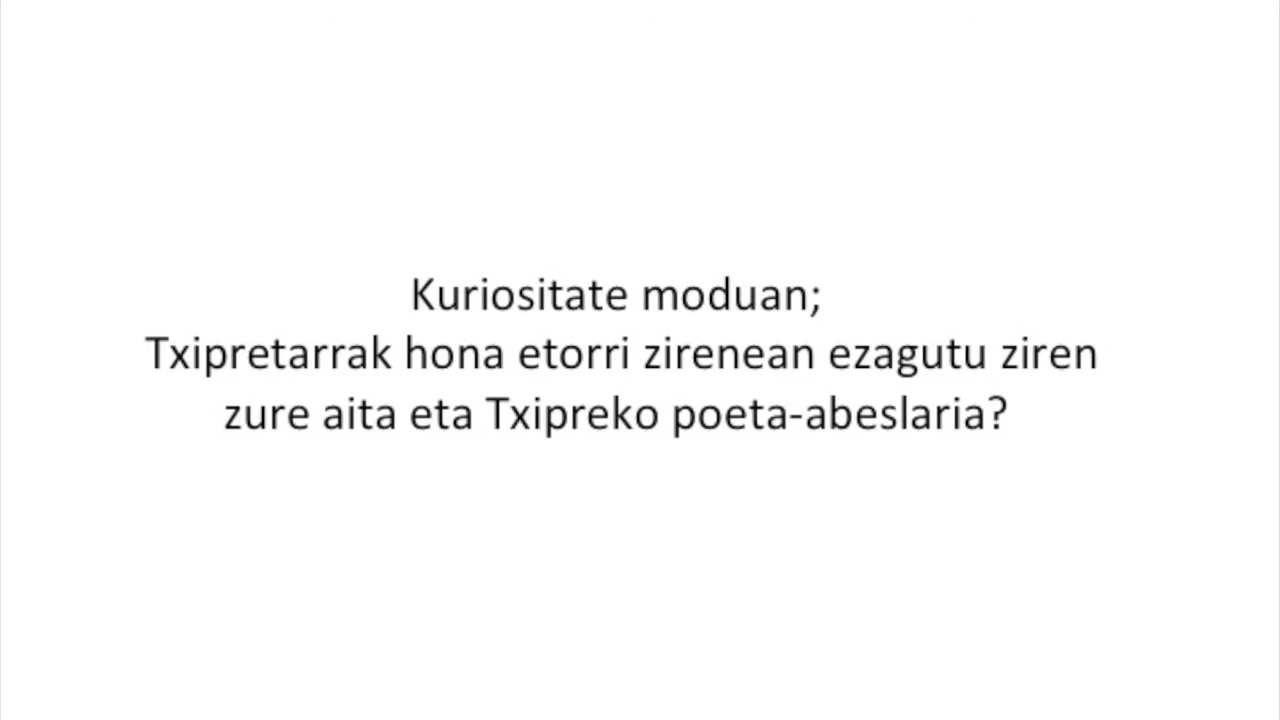 Kuriositate moduan;
Txipretarrak hona etorri zirenean ezagutu ziren
zure aita eta Txipreko poeta-abeslaria?